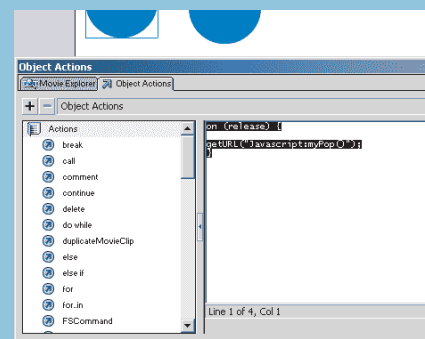 Object Actions
Movie Explorer
Object Actions
+ − Object Actions
Actions
break
call
comment
continue
delete
do while
duplicateMovieClip
else
else if
for
for..in
FSCommand
on (release) {
getURL("Javascript:myPop()");
}
Line 1 of 4, Col 1